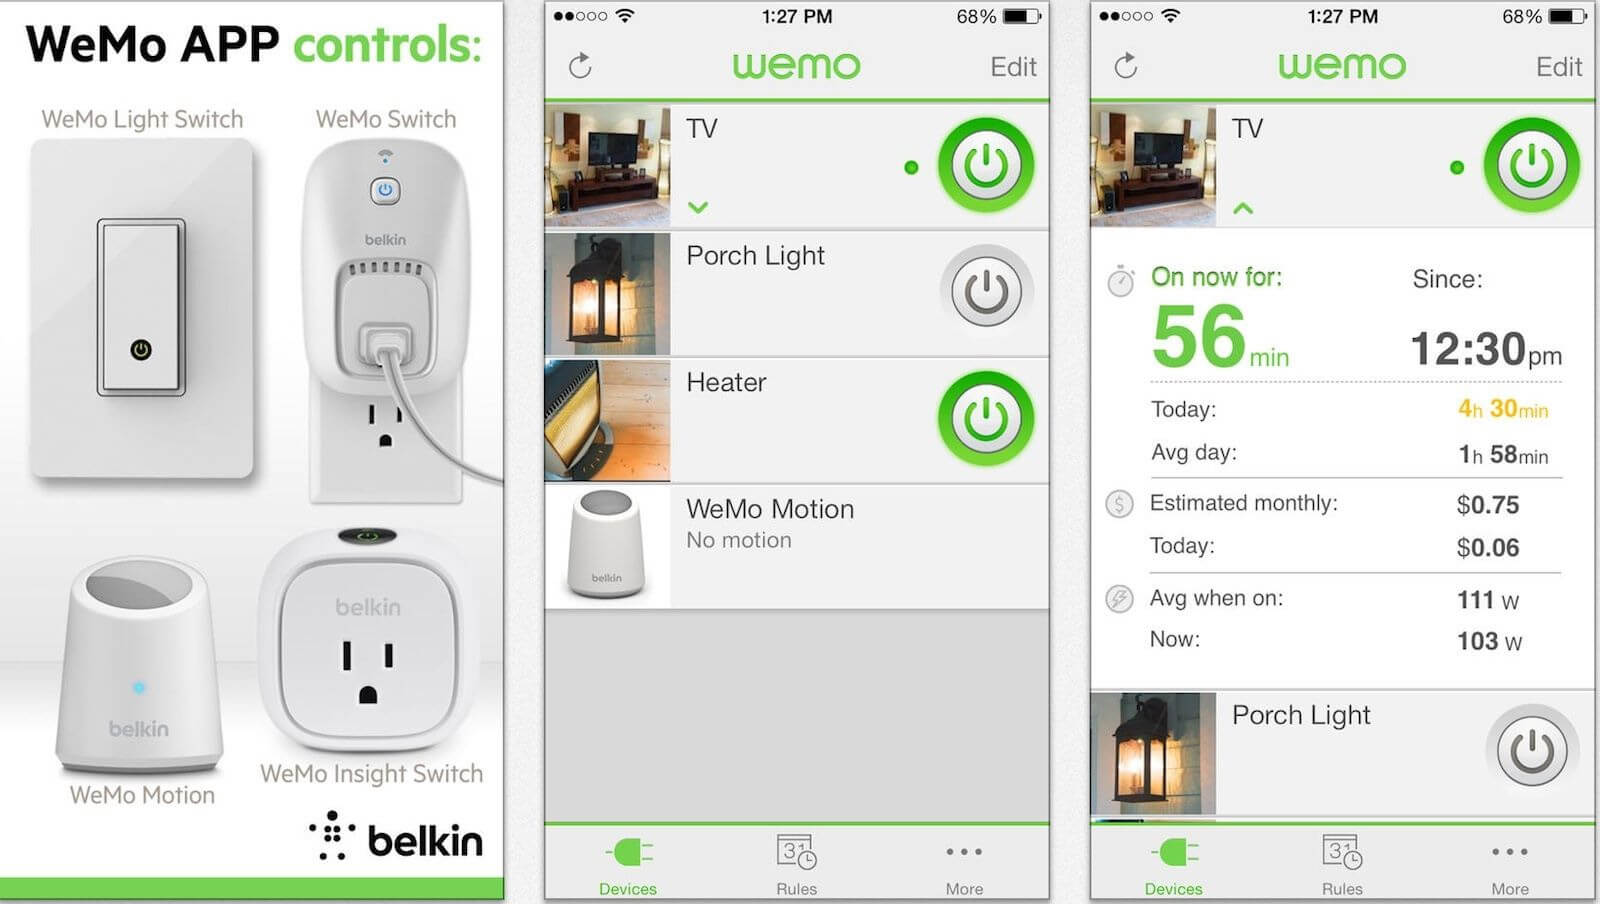 WeMo APP controls:
WeMo Light Switch
WeMo Switch
belkin
belkin
belkin
WeMo Insight Switch
WeMo Motion
belkin
1:27 PM
68%
wemo
Edit
TV
Porch Light
Heater
WeMo Motion
No motion
belkin
31
Devices
Rules
More
1:27 PM
68%
wemo
Edit
TV
On now for:
Since:
56 min
12:30pm
Today: 4h 30min
Avg day: 1h 58min
$
Estimated monthly: $0.75
Today: $0.06
Avg when on: 111 W
Now: 103 W
Porch Light
31
Devices
Rules
More